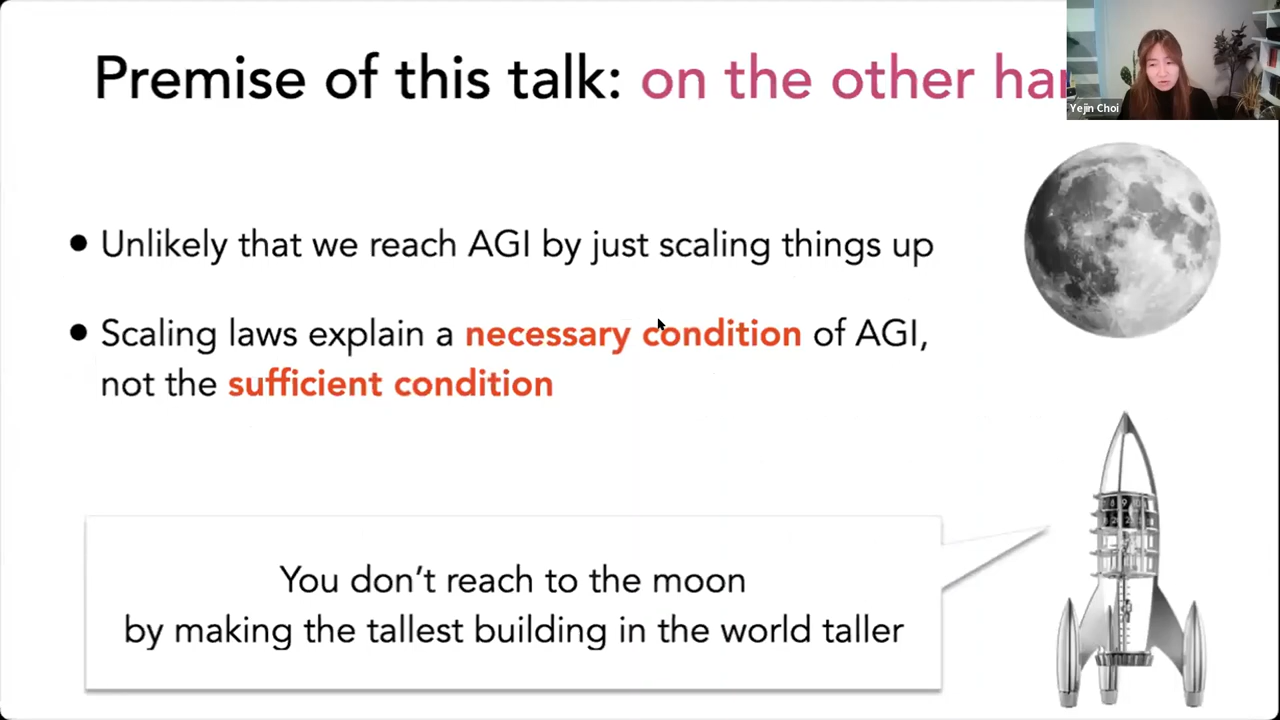 Premise of this talk: on the other har
Yejin Choi
• Unlikely that we reach AGI by just scaling things up
• Scaling laws explain a necessary condition of AGI,
not the sufficient condition
You don't reach to the moon
by making the tallest building in the world taller